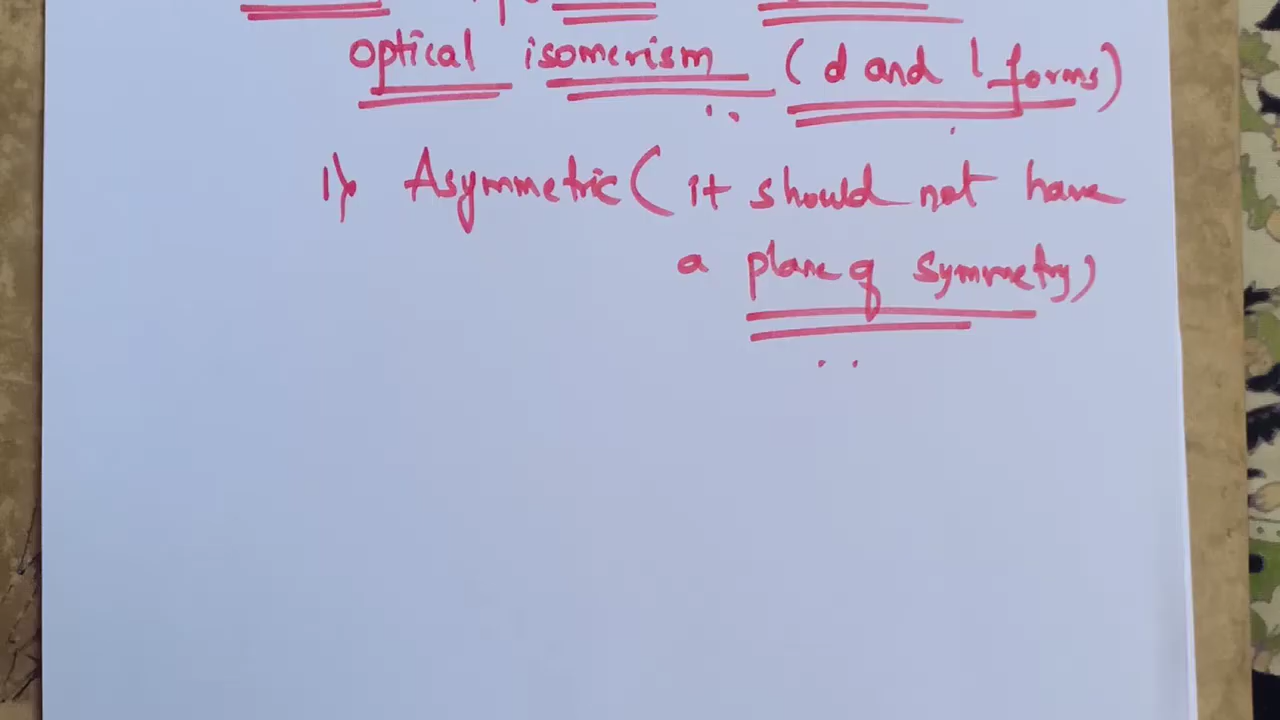 optical isomerism (d and l forms)
1) Asymmetric (it should not have
a plane of symmetry)